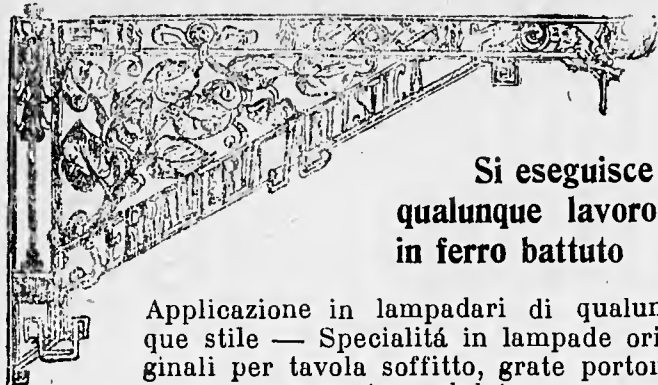 Si eseguisce
qualunque lavoro
in ferro battuto
Applicazione in lampadari di qualun
que stile — Specialitá in lampade ori
ginali per tavola soffitto, grate